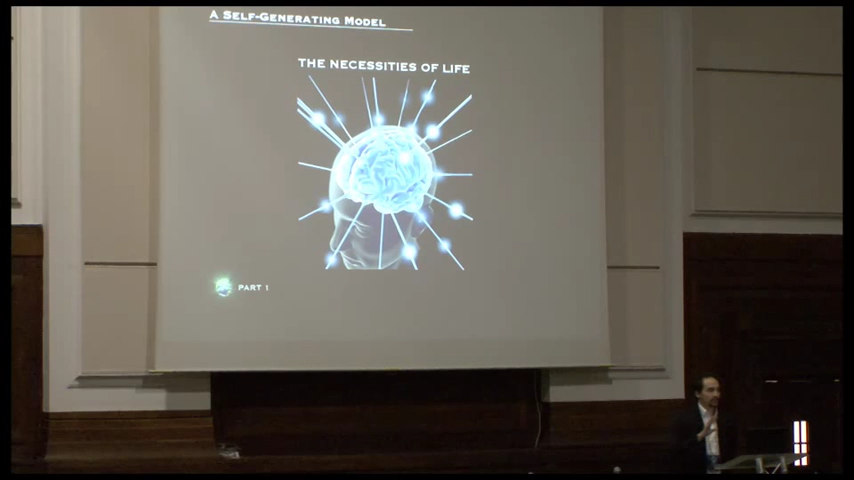 A Self-Generating Model
THE NECESSITIES OF LIFE
PART 1